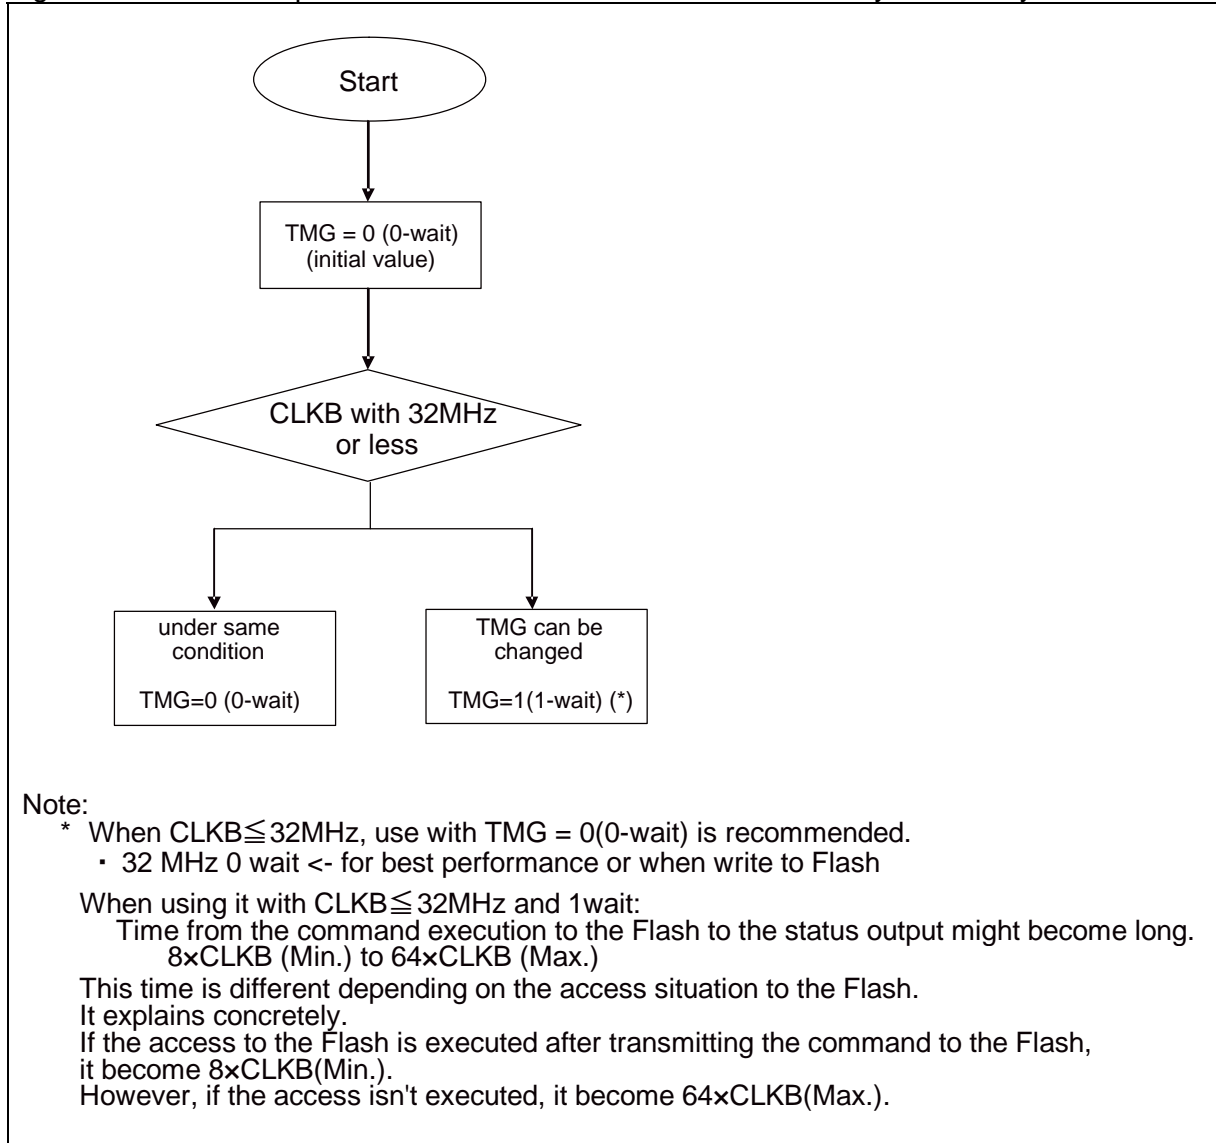 Start
TMG = 0 (0-wait)
(initial value)
CLKB with 32MHz
or less
under same
condition
TMG=0 (0-wait)
TMG can be
changed
TMG=1(1-wait) (*)
Note:
* When CLKB≦32MHz, use with TMG = 0(0-wait) is recommended.
・32 MHz 0 wait <- for best performance or when write to Flash
When using it with CLKB≦32MHz and 1wait:
Time from the command execution to the Flash to the status output might become long.
8×CLKB (Min.) to 64×CLKB (Max.)
This time is different depending on the access situation to the Flash.
It explains concretely.
If the access to the Flash is executed after transmitting the command to the Flash,
it become 8×CLKB(Min.).
However, if the access isn't executed, it become 64×CLKB(Max.).